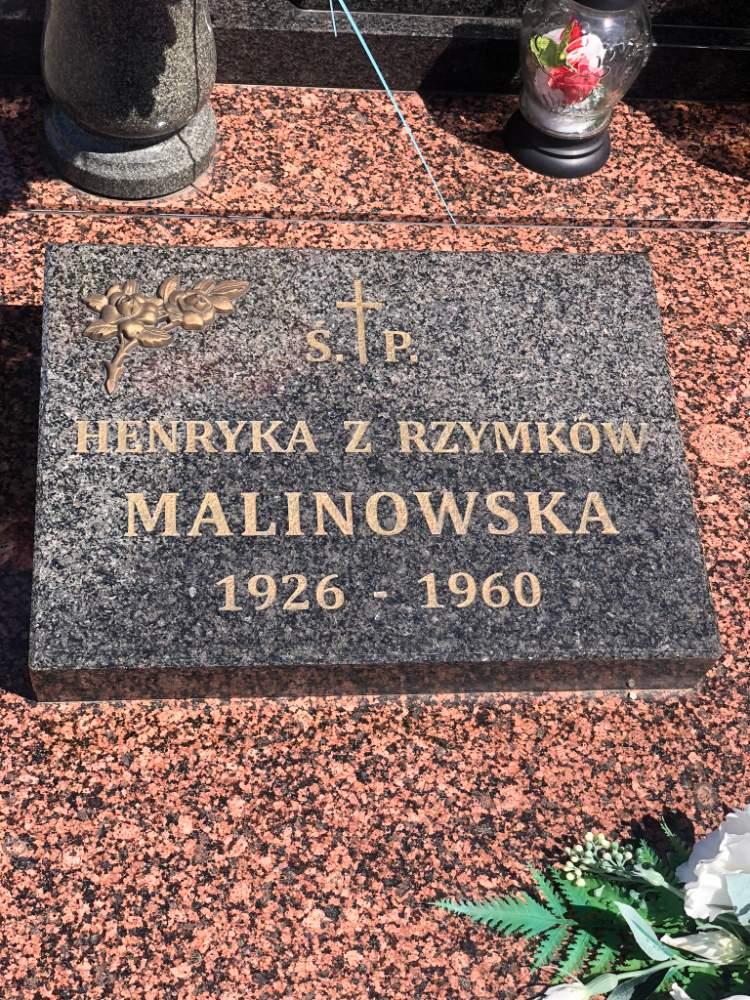 Ś. P.
HENRYKA Z RZYMKÓW
MALINOWSKA
1926 - 1960